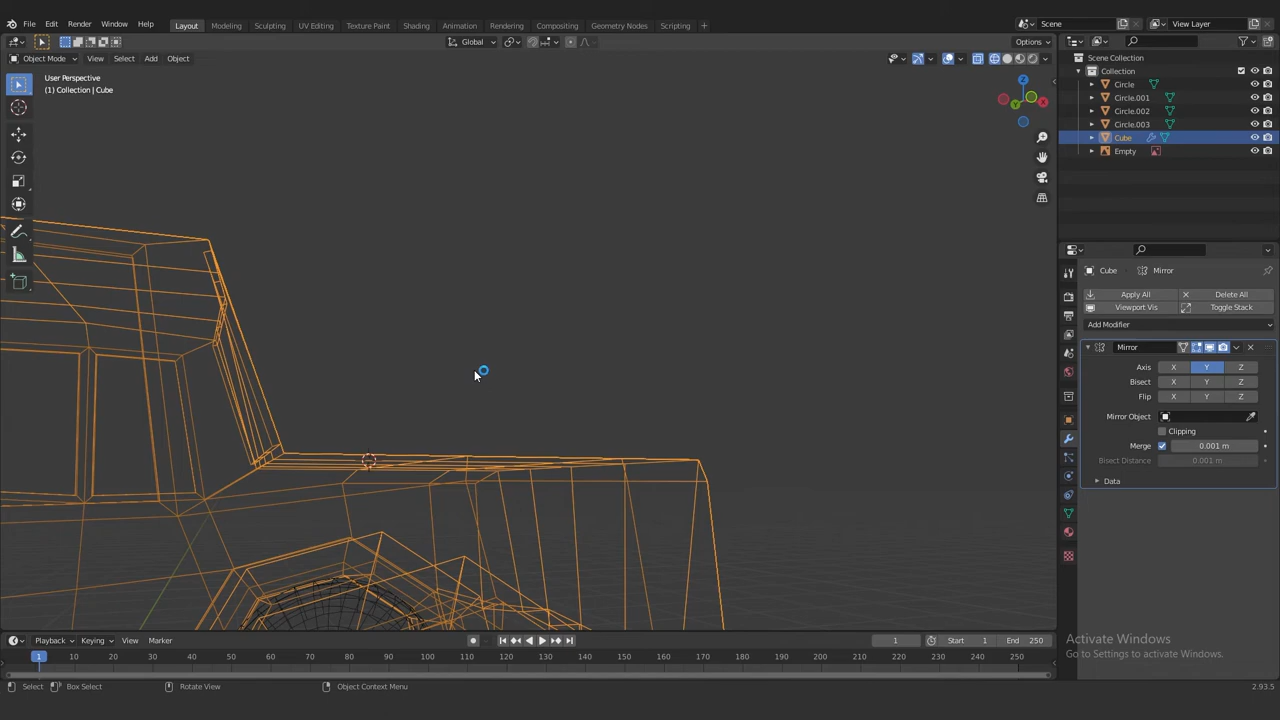 File Edit Render Window Help Layout Modeling Sculpting UV Editing Texture Paint Shading Animation Rendering Compositing Geometry Nodes Scripting + Scene View Layer
Global Options
Object Mode View Select Add Object
User Perspective
(1) Collection | Cube
Z
Y
X
Scene Collection
Collection
Circle
Circle.001
Circle.002
Circle.003
Cube
Empty
Cube Mirror
Apply All Delete All
Viewport Vis Toggle Stack
Add Modifier
Mirror
Axis X Y Z
Bisect X Y Z
Flip X Y Z
Mirror Object
Clipping
Merge 0.001 m
Bisect Distance 0.001 m
Data
Playback Keying View Marker 1 Start 1 End 250
1 10 20 30 40 50 60 70 80 90 100 110 120 130 140 150 160 170 180 190 200 210 220 230 240 250
Activate Windows
Go to Settings to activate Windows.
Select Box Select Rotate View Object Context Menu 2.93.5